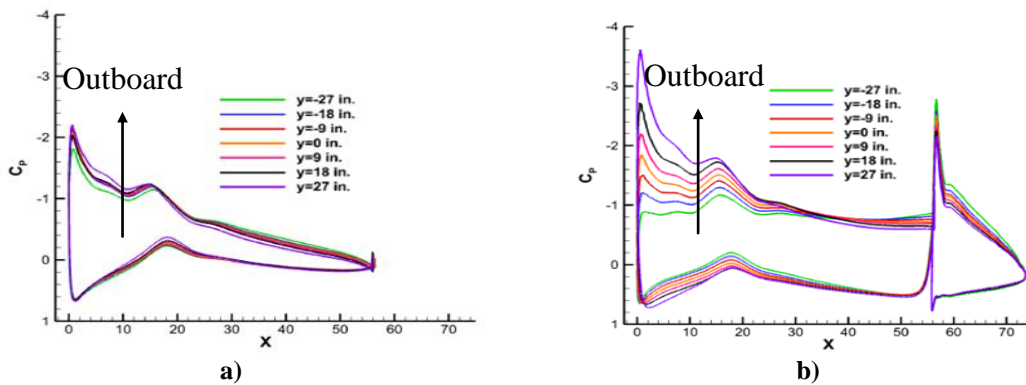 -4
-3
-2
-1
0
1
Cp
0
10
20
30
40
50
60
70
X
Outboard
y=-27 in.
y=-18 in.
y=-9 in.
y=0 in.
y=9 in.
y=18 in.
y=27 in.
a)
-4
-3
-2
-1
0
1
Cp
0
10
20
30
40
50
60
70
X
Outboard
y=-27 in.
y=-18 in.
y=-9 in.
y=0 in.
y=9 in.
y=18 in.
y=27 in.
b)